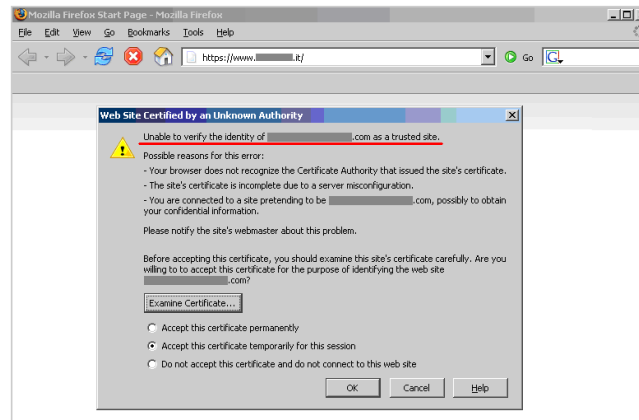 Mozilla Firefox Start Page - Mozilla Firefox
File Edit View Go Bookmarks Tools Help
https://www. .it/ Go G
Web Site Certified by an Unknown Authority
Unable to verify the identity of .com as a trusted site.
Possible reasons for this error:
- Your browser does not recognize the Certificate Authority that issued the site's certificate.
- The site's certificate is incomplete due to a server misconfiguration.
- You are connected to a site pretending to be .com, possibly to obtain
your confidential information.
Please notify the site's webmaster about this problem.
Before accepting this certificate, you should examine this site's certificate carefully. Are you
willing to to accept this certificate for the purpose of identifying the web site
.com?
Examine Certificate...
Accept this certificate permanently
Accept this certificate temporarily for this session
Do not accept this certificate and do not connect to this web site
OK Cancel Help